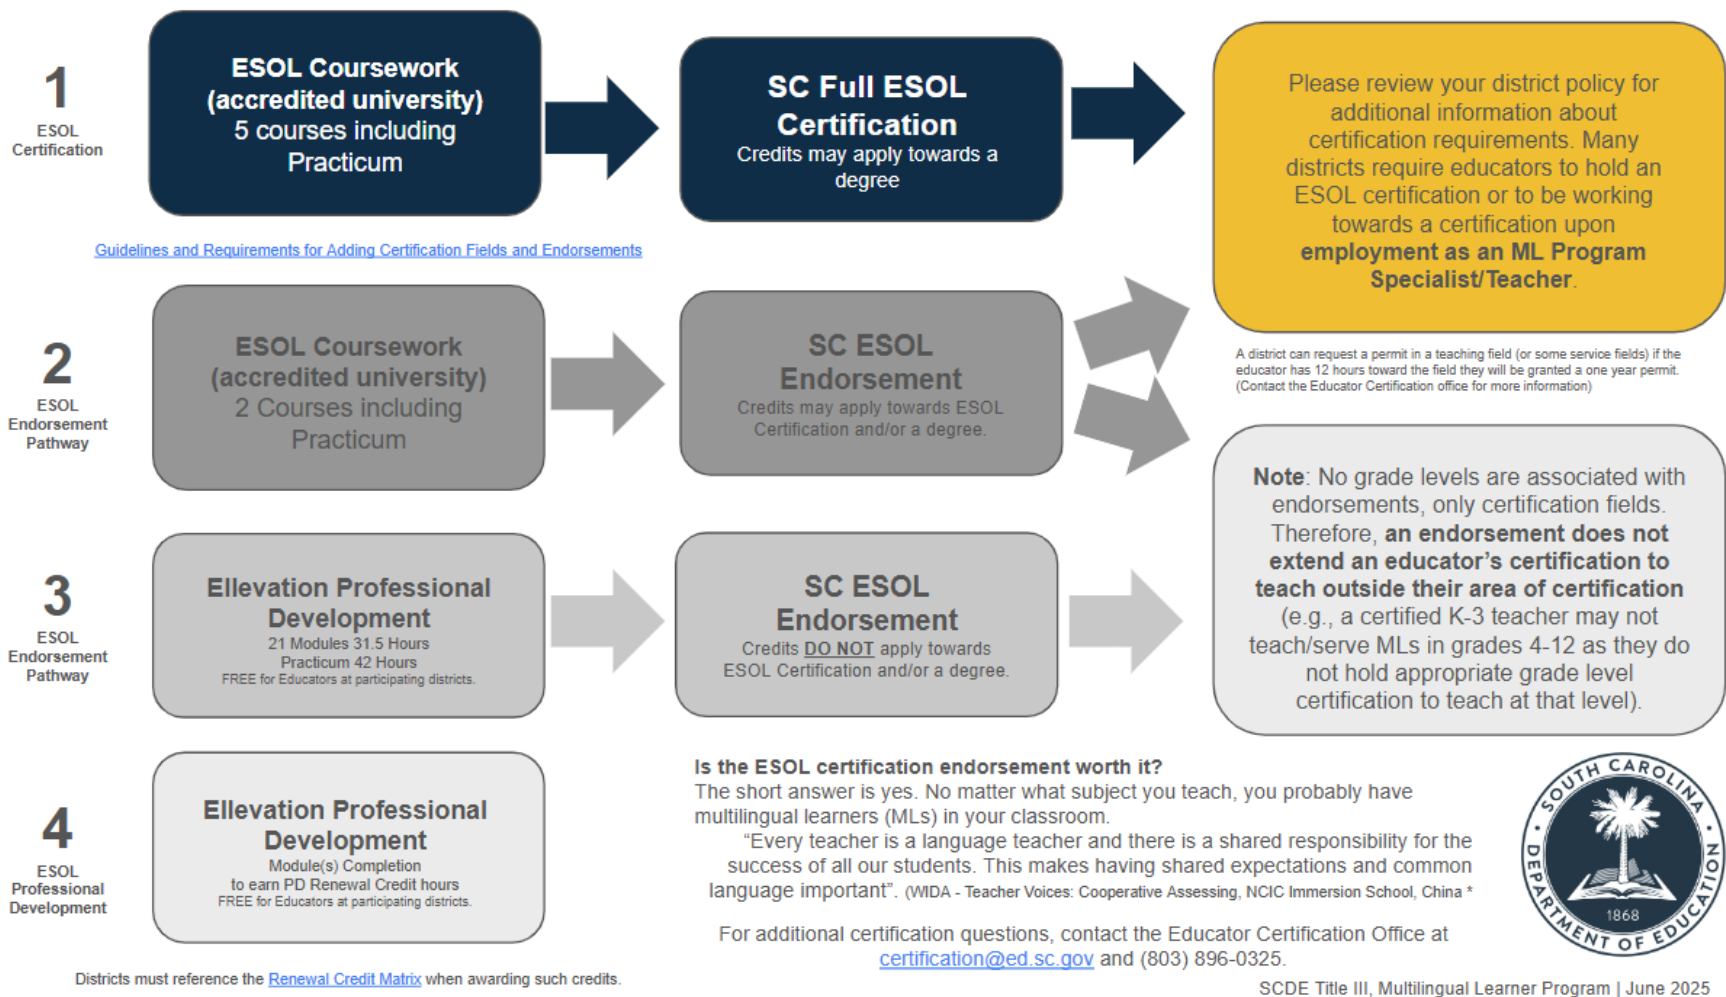 1
ESOL
Certification
ESOL Coursework
(accredited university)
5 courses including
Practicum
SC Full ESOL
Certification
Credits may apply towards a
degree
Please review your district policy for
additional information about
certification requirements. Many
districts require educators to hold an
ESOL certification or to be working
towards a certification upon
employment as an ML Program
Specialist/Teacher.
Guidelines and Requirements for Adding Certification Fields and Endorsements
2
ESOL
Endorsement
Pathway
ESOL Coursework
(accredited university)
2 Courses including
Practicum
SC ESOL
Endorsement
Credits may apply towards ESOL
Certification and/or a degree.
A district can request a permit in a teaching field (or some service fields) if the
educator has 12 hours toward the field they will be granted a one year permit.
(Contact the Educator Certification office for more information)
Note: No grade levels are associated with
endorsements, only certification fields.
Therefore, an endorsement does not
extend an educator's certification to
teach outside their area of certification
(e.g., a certified K-3 teacher may not
teach/serve MLs in grades 4-12 as they do
not hold appropriate grade level
certification to teach at that level).
3
ESOL
Endorsement
Pathway
Ellevation Professional
Development
21 Modules 31.5 Hours
Practicum 42 Hours
FREE for Educators at participating districts.
SC ESOL
Endorsement
Credits DO NOT apply towards
ESOL Certification and/or a degree.
4
ESOL
Professional
Development
Ellevation Professional
Development
Module(s) Completion
to earn PD Renewal Credit hours
FREE for Educators at participating districts.
Is the ESOL certification endorsement worth it?
The short answer is yes. No matter what subject you teach, you probably have
multilingual learners (MLs) in your classroom.
“Every teacher is a language teacher and there is a shared responsibility for the
success of all our students. This makes having shared expectations and common
language important”. (WIDA - Teacher Voices: Cooperative Assessing, NCIC Immersion School, China *
For additional certification questions, contact the Educator Certification Office at
certification@ed.sc.gov and (803) 896-0325.
SOUTH CAROLINA
DEPARTMENT OF EDUCATION
1868
Districts must reference the Renewal Credit Matrix when awarding such credits.
SCDE Title III, Multilingual Learner Program | June 2025